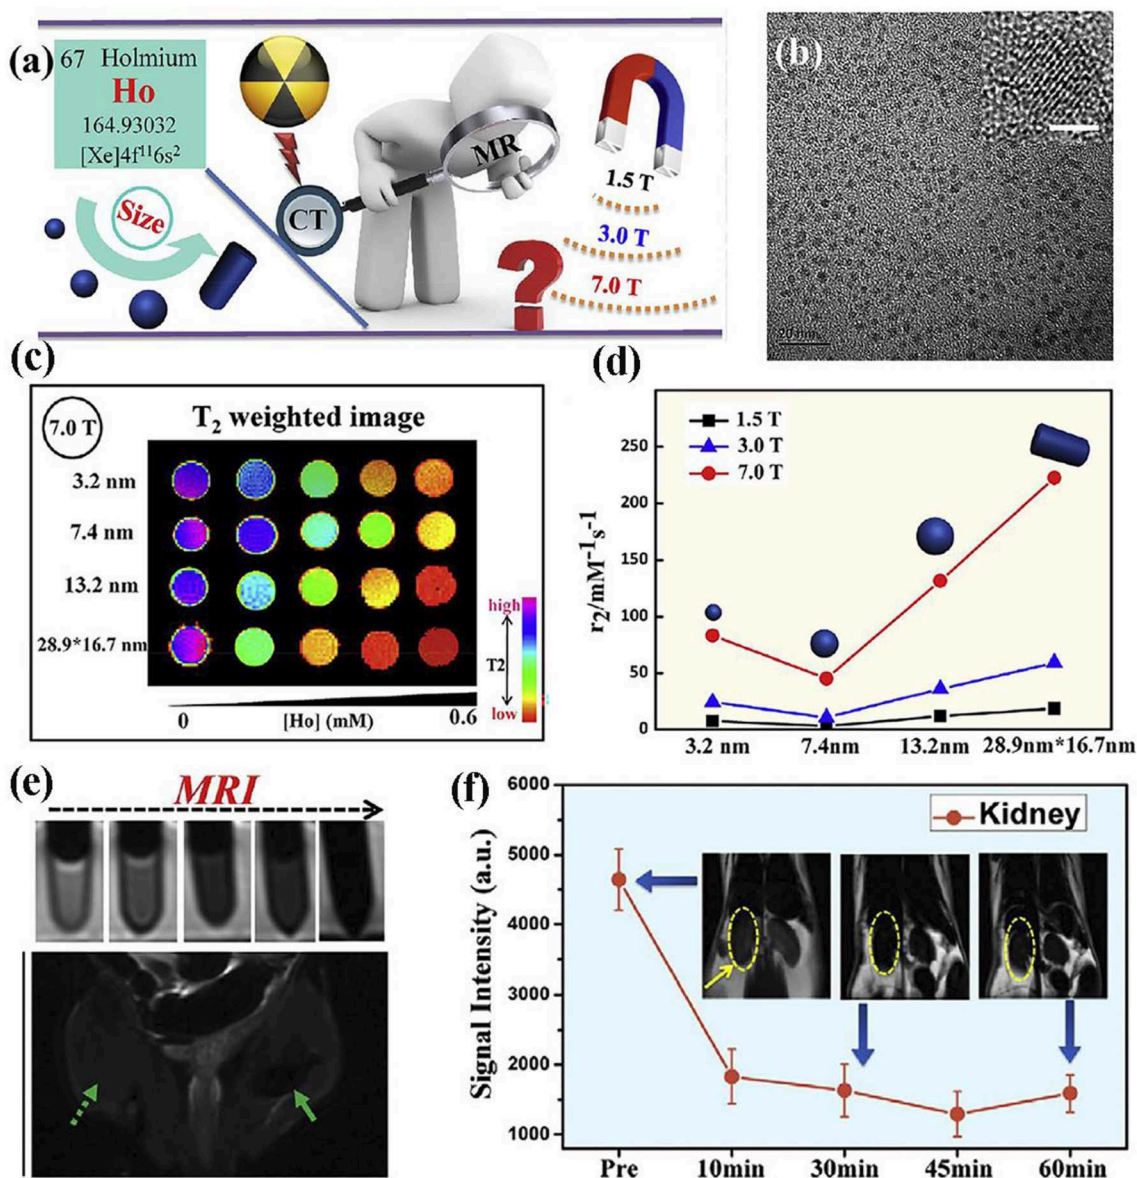 (a)
67 Holmium
Ho
164.93032
[Xe]4f¹¹6s²
Size
CT
MR
1.5 T
3.0 T
7.0 T
?
(b)
20 nm
(c)
7.0 T
T₂ weighted image
3.2 nm
7.4 nm
13.2 nm
28.9*16.7 nm
high
T2
low
0
[Ho] (mM)
0.6
(d)
1.5 T
3.0 T
7.0 T
r₂/mM⁻¹s⁻¹
250
200
150
100
50
0
3.2 nm
7.4nm
13.2nm
28.9nm*16.7nm
(e)
MRI
(f)
Kidney
Signal Intensity (a.u.)
6000
5000
4000
3000
2000
1000
Pre
10min
30min
45min
60min